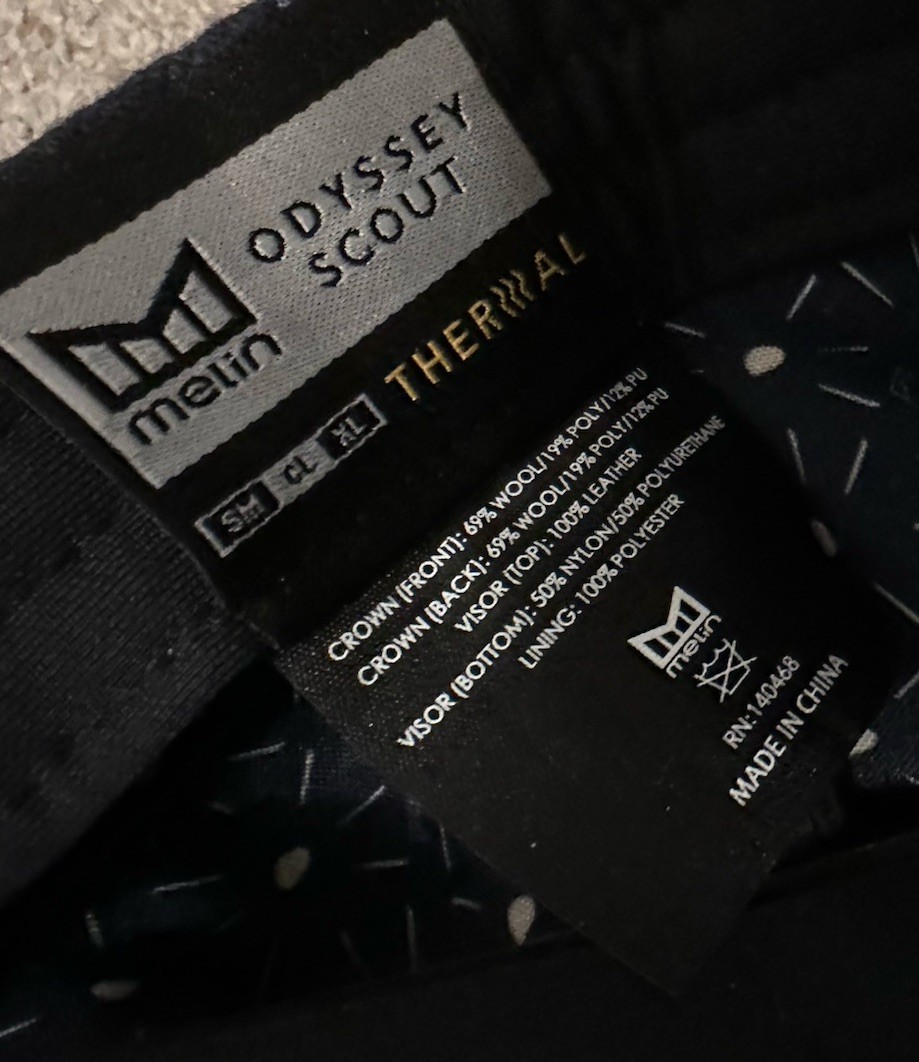 ODYSSEY
SCOUT
melin
THERMAL
SM CL XL
CROWN (FRONT): 69% WOOL/19% POLY/12% PU
CROWN (BACK): 69% WOOL/19% POLY/12% PU
VISOR (TOP): 100% LEATHER
VISOR (BOTTOM): 50% NYLON/50% POLYURETHANE
LINING: 100% POLYESTER
melin
RN:140468
MADE IN CHINA